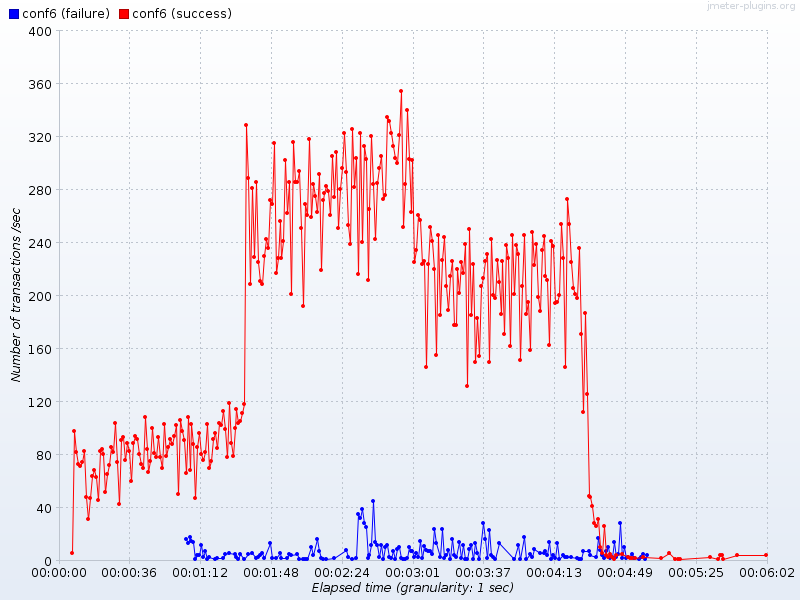 conf6 (failure) conf6 (success)
jmeter-plugins.org
400
360
320
280
240
200
160
120
80
40
0
Number of transactions /sec
00:00:00 00:00:36 00:01:12 00:01:48 00:02:24 00:03:01 00:03:37 00:04:13 00:04:49 00:05:25 00:06:02
Elapsed time (granularity: 1 sec)